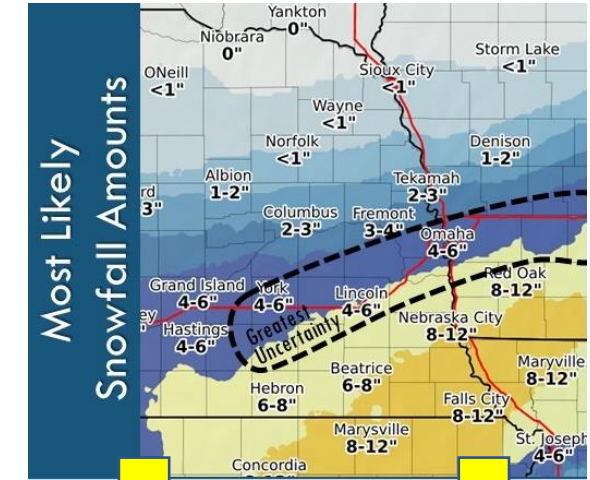 Most Likely
Snowfall Amounts
Yankton
0"
Niobrara
0"
Storm Lake
<1"
ONeill
<1"
Sioux City
<1"
Wayne
<1"
Norfolk
<1"
Denison
1-2"
Albion
1-2"
Tekamah
2-3"
rd
3"
Columbus
2-3"
Fremont
3-4"
Omaha
4-6"
Grand Island
4-6"
York
4-6"
Lincoln
4-6"
Red Oak
8-12"
ey
"
Hastings
4-6"
Greatest
Uncertainty
Nebraska City
8-12"
Beatrice
6-8"
Maryville
8-12"
Hebron
6-8"
Falls City
8-12"
Marysville
8-12"
St. Joseph
4-6"
Concordia